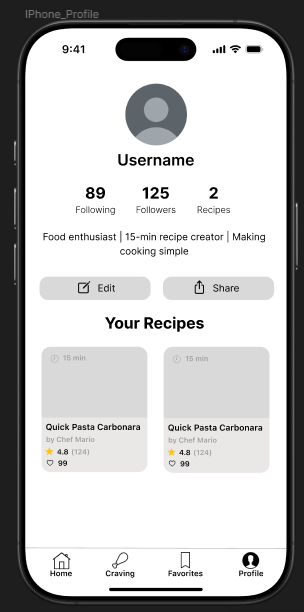 IPhone_Profile
9:41
Username
89 125 2
Following Followers Recipes
Food enthusiast | 15-min recipe creator | Making
cooking simple
Edit Share
Your Recipes
15 min 15 min
Quick Pasta Carbonara Quick Pasta Carbonara
by Chef Mario by Chef Mario
4.8 (124) 4.8 (124)
99 99
Home Craving Favorites Profile